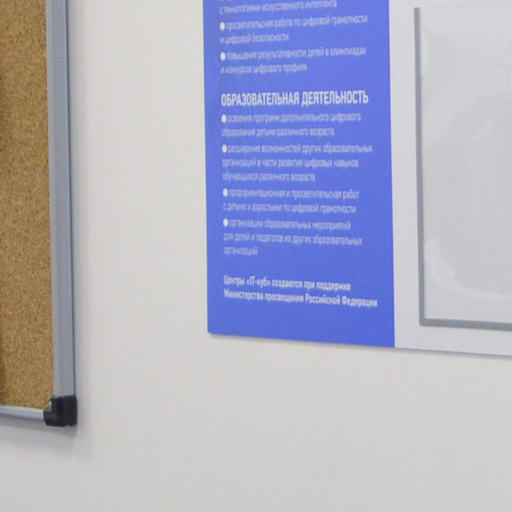 с технологиями искусственного интеллекта
просветительская работа по цифровой грамотности
и цифровой безопасности
повышение результативности детей в олимпиадах
и конкурсах цифрового профиля
ОБРАЗОВАТЕЛЬНАЯ ДЕЯТЕЛЬНОСТЬ
освоения программ дополнительного цифрового
образования детьми различного возраста
расширение возможностей других образовательных
организаций в части развития цифровых навыков
обучающихся различного возраста
профориентационная и просветительская работ
с детьми и взрослыми по цифровой грамотности
организации образовательных мероприятий
для детей и педагогов из других образовательных
организаций
Центры «IT-куб» создаются при поддержке
Министерства просвещения Российской Федерации